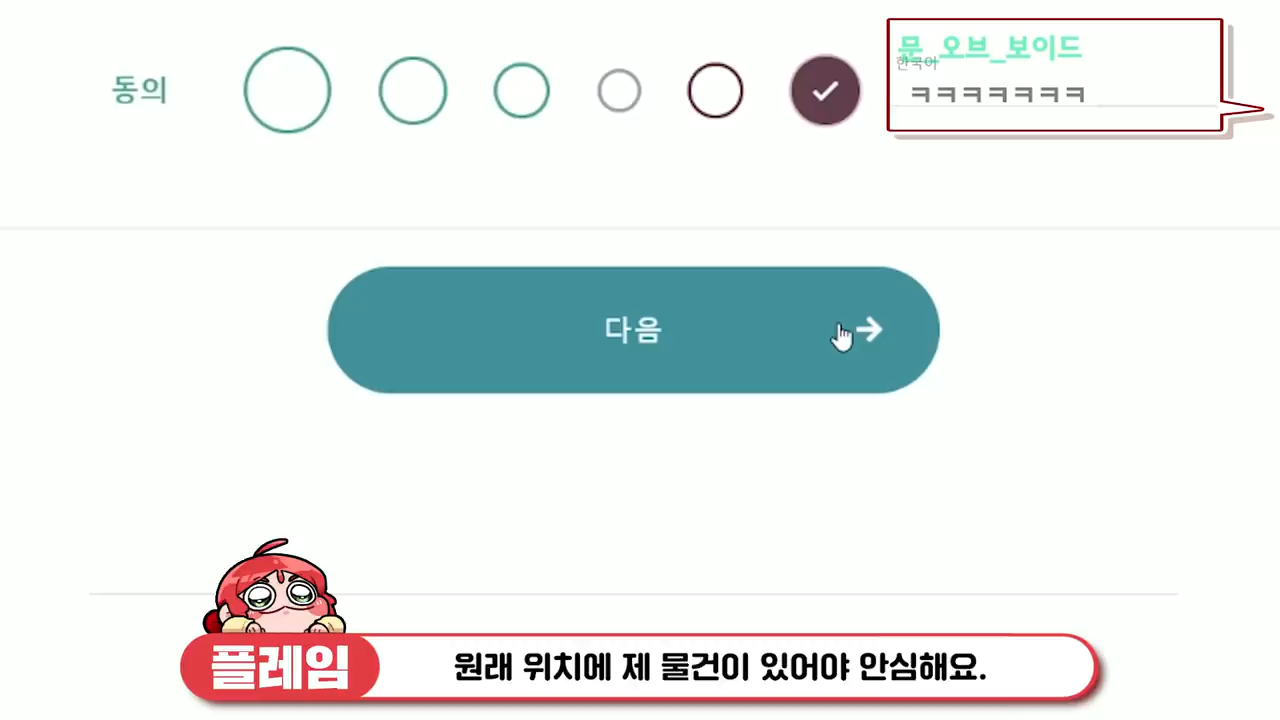 동의
문_오브_보이드
한국어
ㅋㅋㅋㅋㅋㅋㅋ
다음
플레임
원래 위치에 제 물건이 있어야 안심해요.